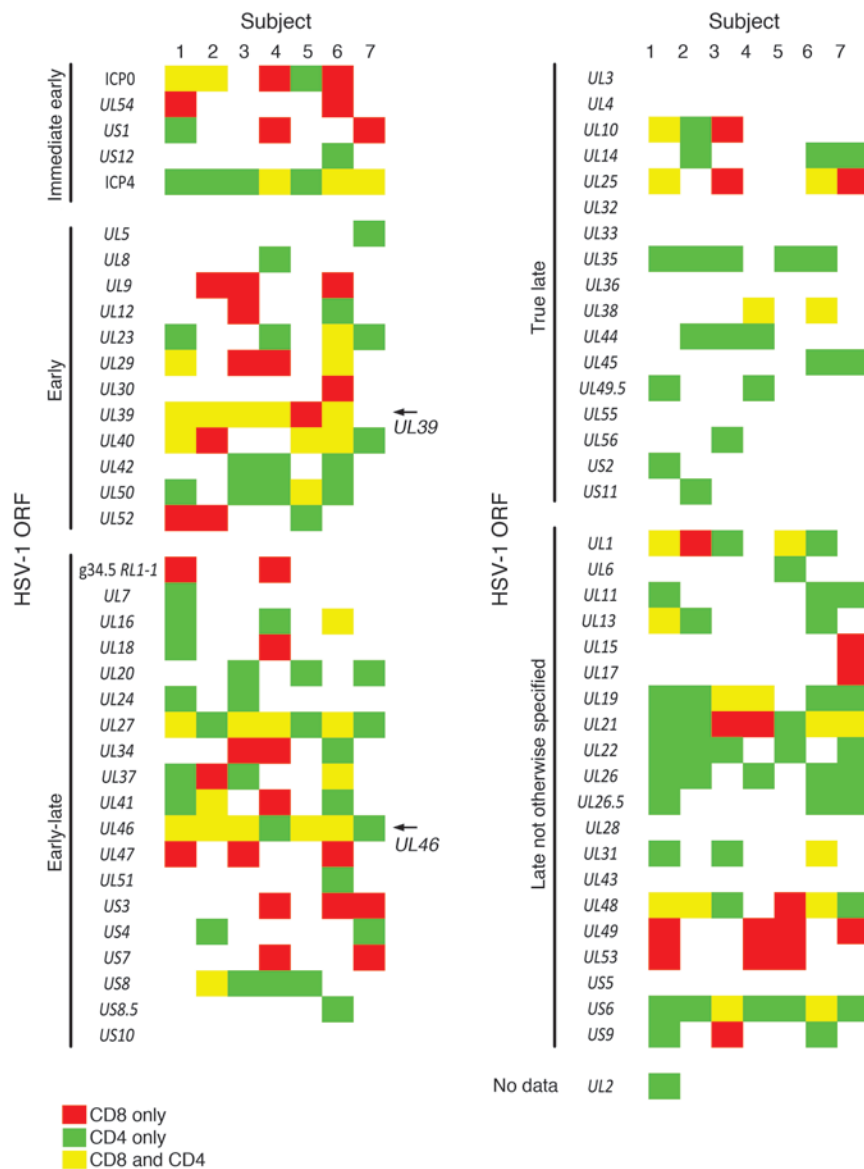 Subject
1 2 3 4 5 6 7
Immediate early
ICP0
UL54
US1
US12
ICP4
HSV-1 ORF
Early
UL5
UL8
UL9
UL12
UL23
UL29
UL30
UL39
UL39
UL40
UL42
UL50
UL52
Early-late
g34.5 RL1-1
UL7
UL16
UL18
UL20
UL24
UL27
UL34
UL37
UL41
UL46
UL46
UL47
UL51
US3
US4
US7
US8
US8.5
US10
CD8 only
CD4 only
CD8 and CD4
Subject
1 2 3 4 5 6 7
HSV-1 ORF
True late
UL3
UL4
UL10
UL14
UL25
UL32
UL33
UL35
UL36
UL38
UL44
UL45
UL49.5
UL55
UL56
US2
US11
Late not otherwise specified
UL1
UL6
UL11
UL13
UL15
UL17
UL19
UL21
UL22
UL26
UL26.5
UL28
UL31
UL43
UL48
UL49
UL53
US5
US6
US9
No data UL2